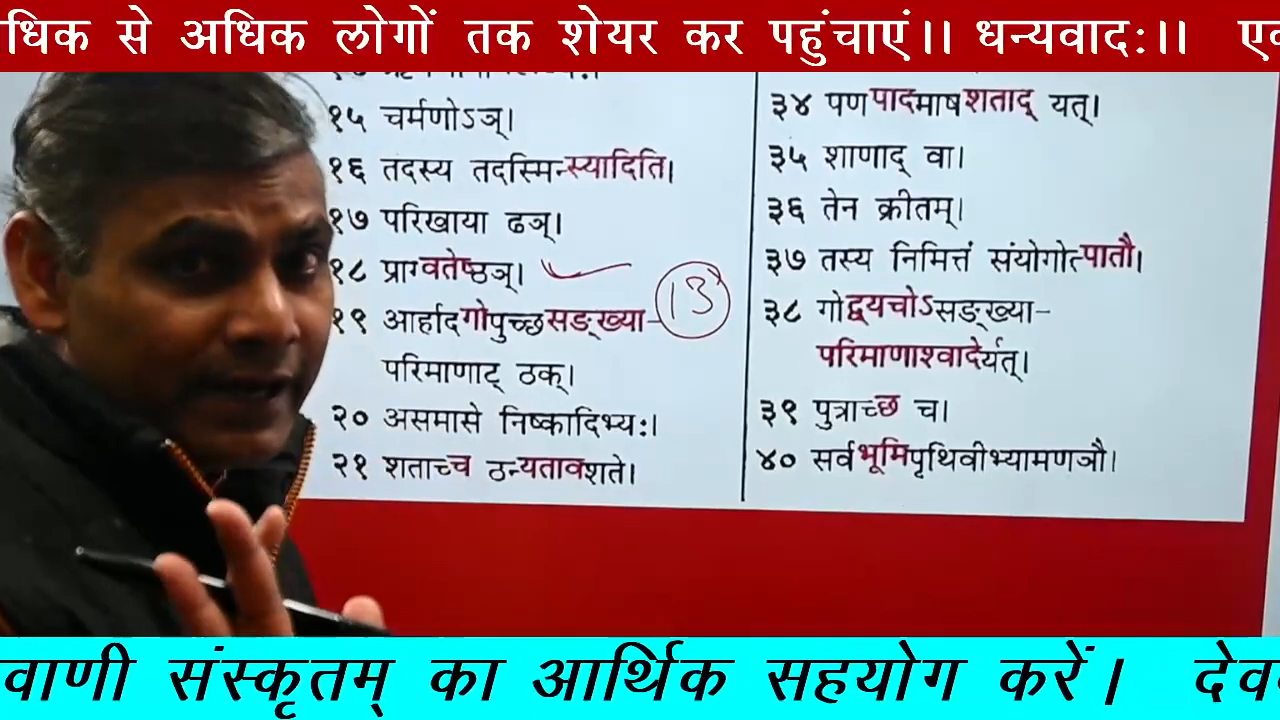 धिक से अधिक लोगों तक शेयर कर पहुंचाएं।। धन्यवादः।।
१५ चर्मणोऽञ्।
१६ तदस्य तदस्मिन्स्यादिति।
१७ परिखाया ढञ्।
१८ प्राग्वतेष्ठञ्।
१९ आर्हादगोपुच्छसङ्ख्या-
परिमाणाट् ठक्।
२० असमासे निष्कादिभ्यः।
२१ शताच्च ठन्यतावशते।
13
३४ पणपादमाषशताद् यत्।
३५ शाणाद् वा।
३६ तेन क्रीतम्।
३७ तस्य निमित्तं संयोगोत्पातौ।
३८ गोद्वयचोऽसङ्ख्या-
परिमाणाश्वादेर्यत्।
३९ पुत्राच्छ च।
४० सर्वभूमिपृथिवीभ्यामणञौ।
वाणी संस्कृतम् का आर्थिक सहयोग करें। देव